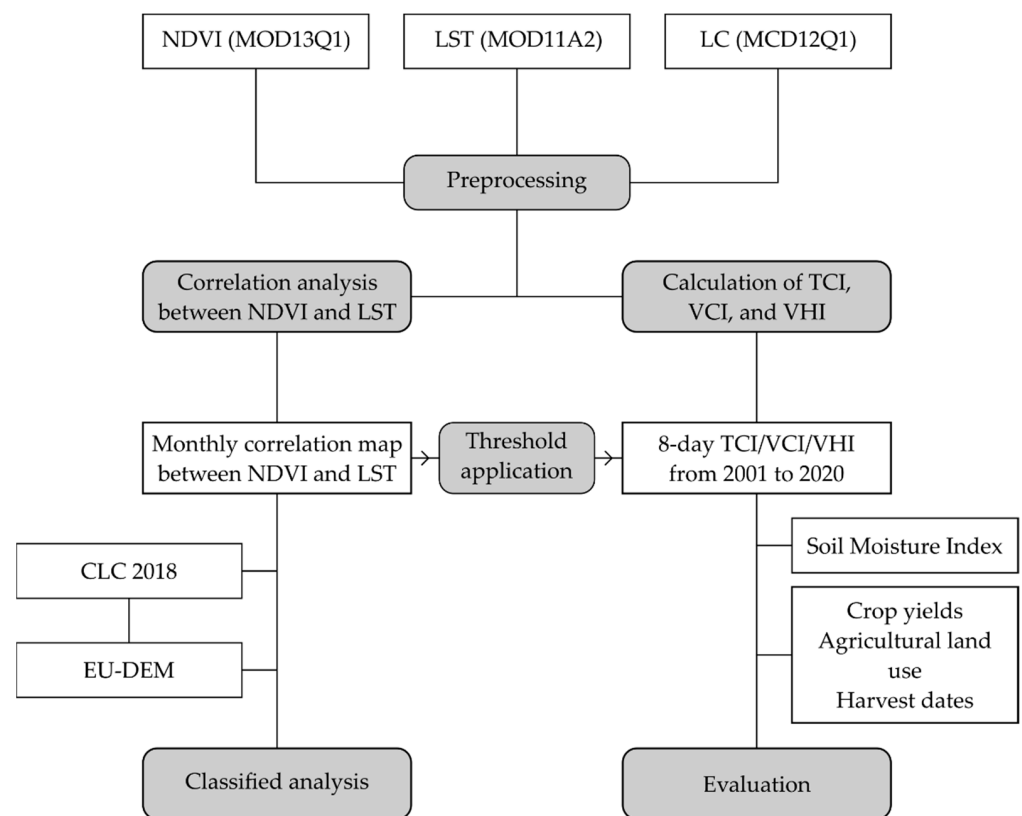 NDVI (MOD13Q1)
LST (MOD11A2)
LC (MCD12Q1)
Preprocessing
Correlation analysis
between NDVI and LST
Calculation of TCI,
VCI, and VHI
Monthly correlation map
between NDVI and LST
Threshold
application
8-day TCI/VCI/VHI
from 2001 to 2020
CLC 2018
EU-DEM
Soil Moisture Index
Crop yields
Agricultural land
use
Harvest dates
Classified analysis
Evaluation